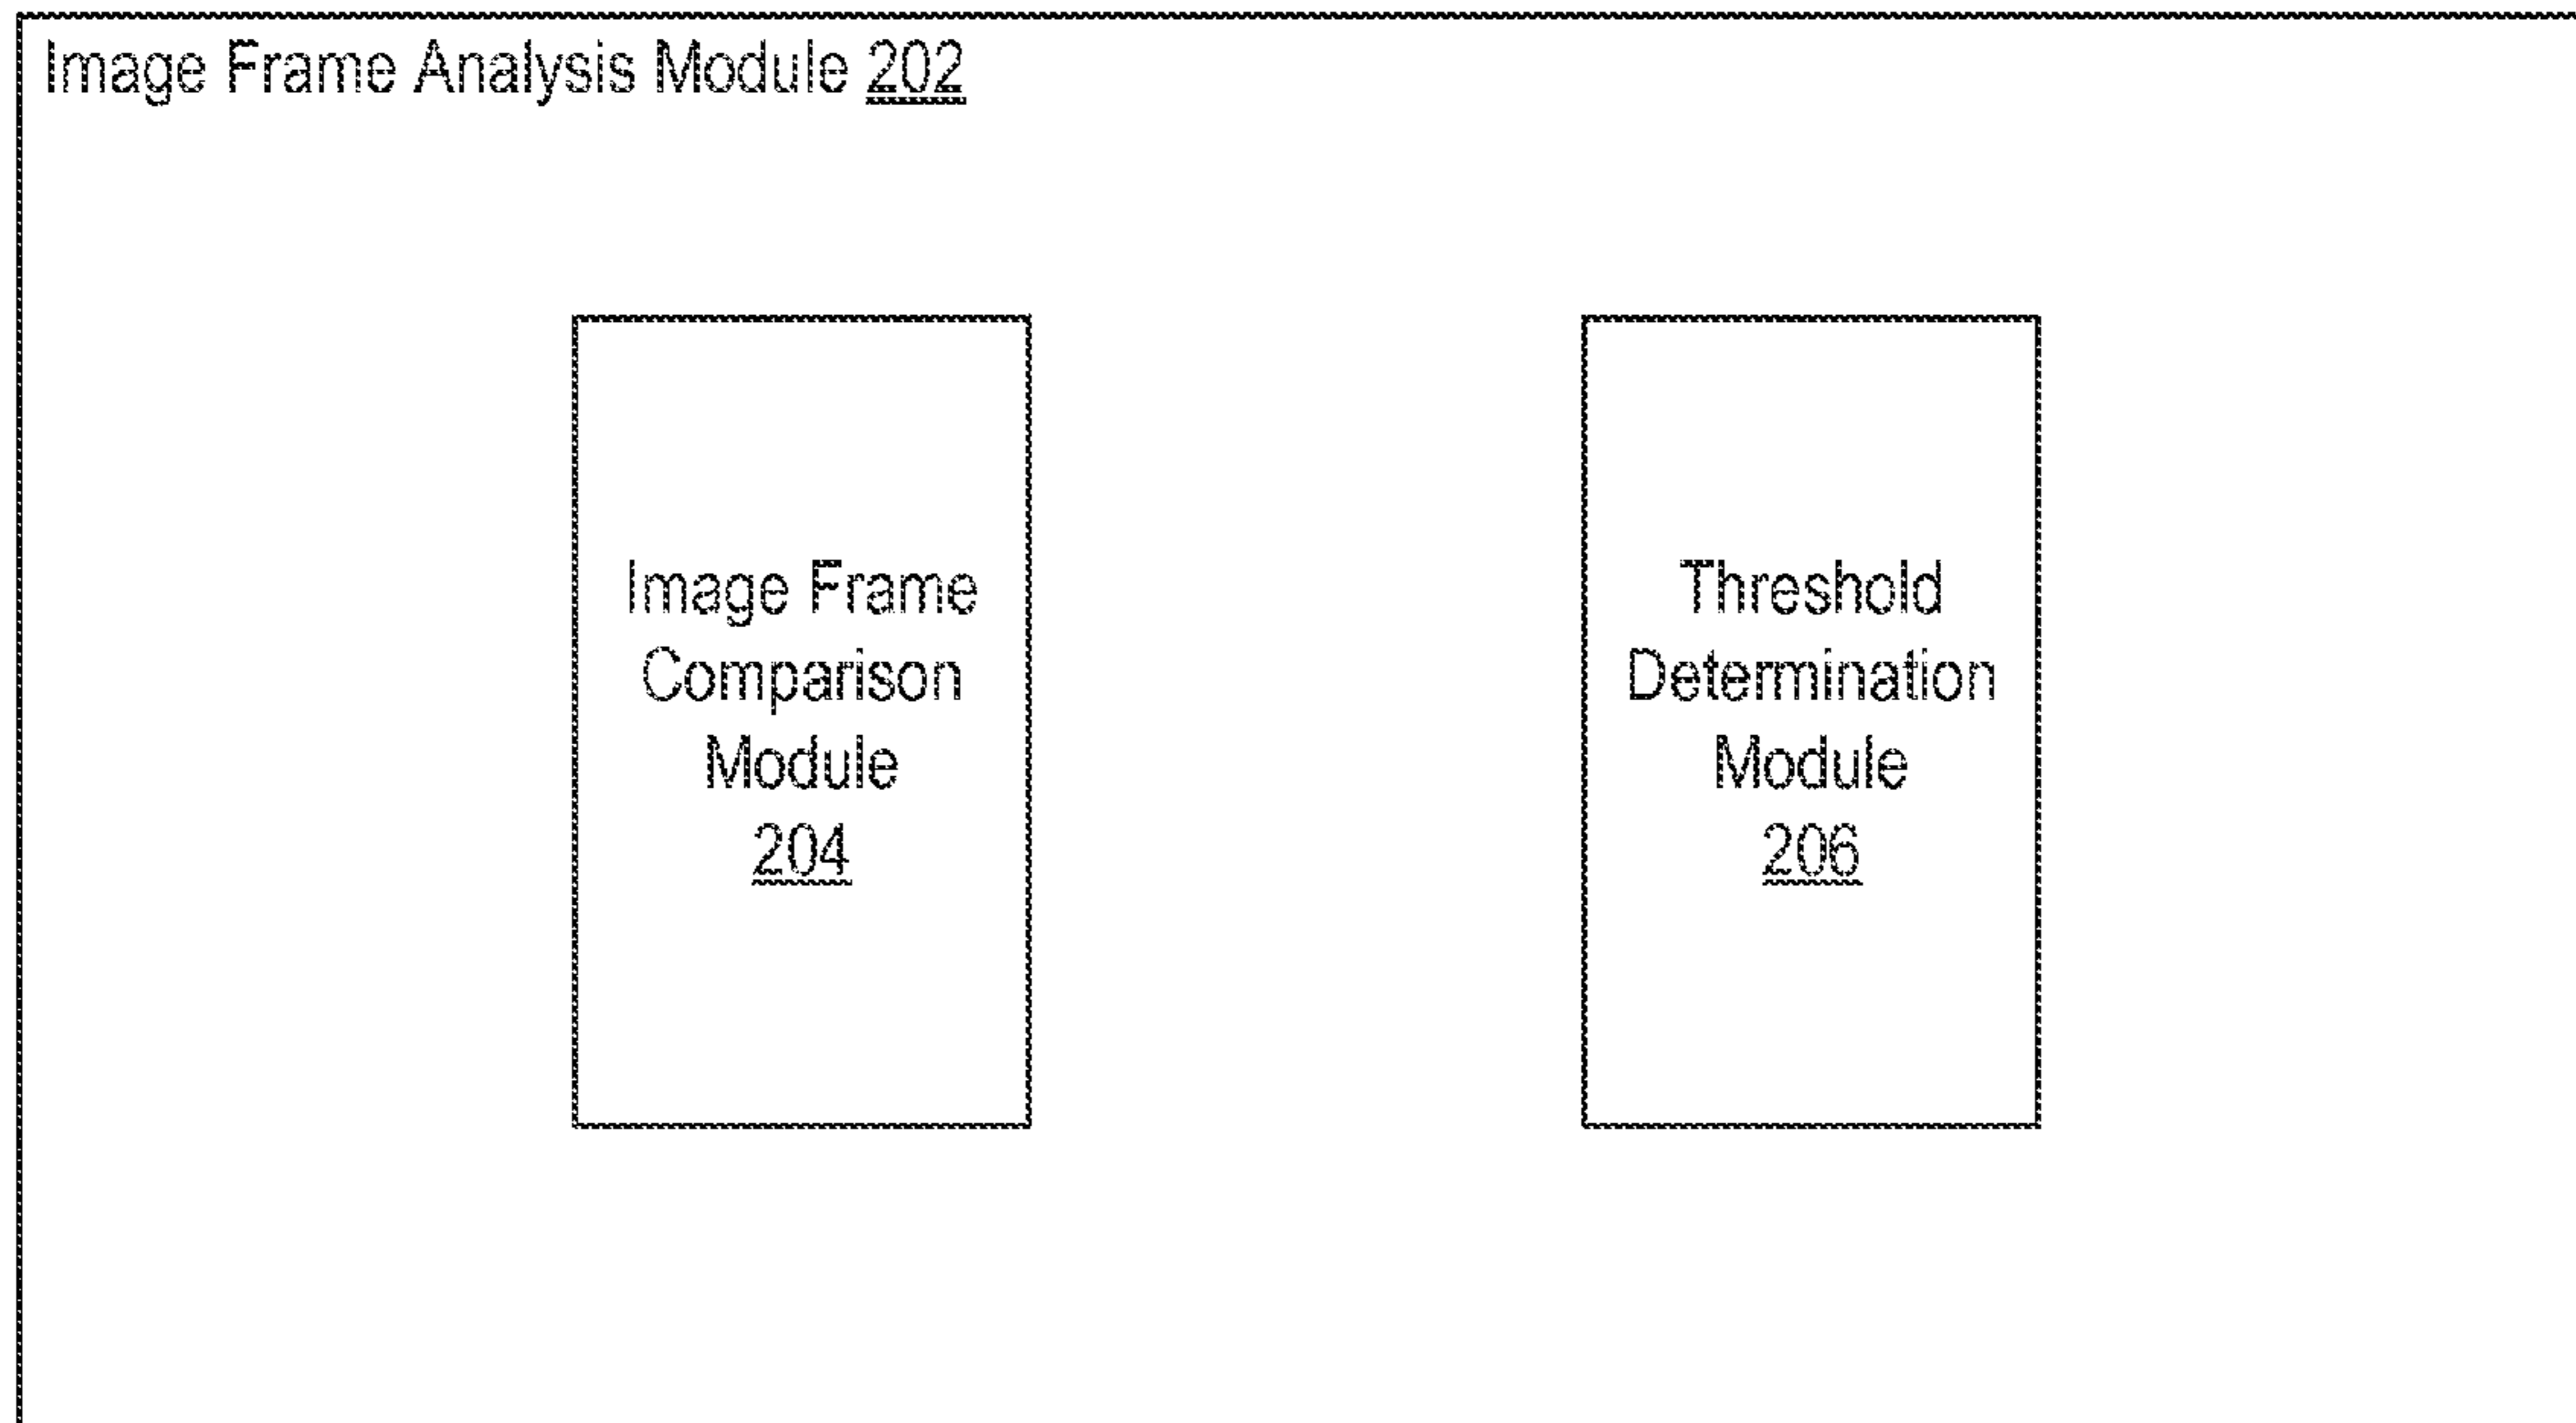 Image Frame Analysis Module 202
Image Frame
Comparison
Module
204
Threshold
Determination
Module
206